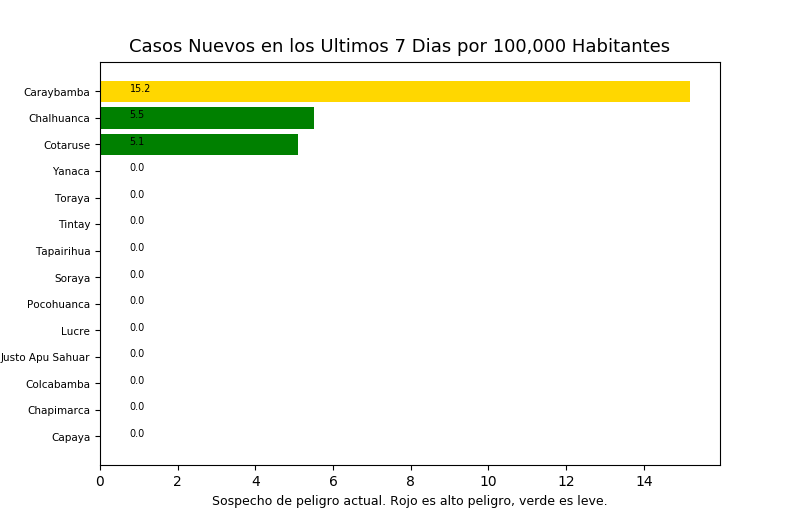 Casos Nuevos en los Ultimos 7 Dias por 100,000 Habitantes
Caraybamba 15.2
Chalhuanca 5.5
Cotaruse 5.1
Yanaca 0.0
Toraya 0.0
Tintay 0.0
Tapairihua 0.0
Soraya 0.0
Pocohuanca 0.0
Lucre 0.0
Justo Apu Sahuar 0.0
Colcabamba 0.0
Chapimarca 0.0
Capaya 0.0
0 2 4 6 8 10 12 14
Sospecho de peligro actual. Rojo es alto peligro, verde es leve.